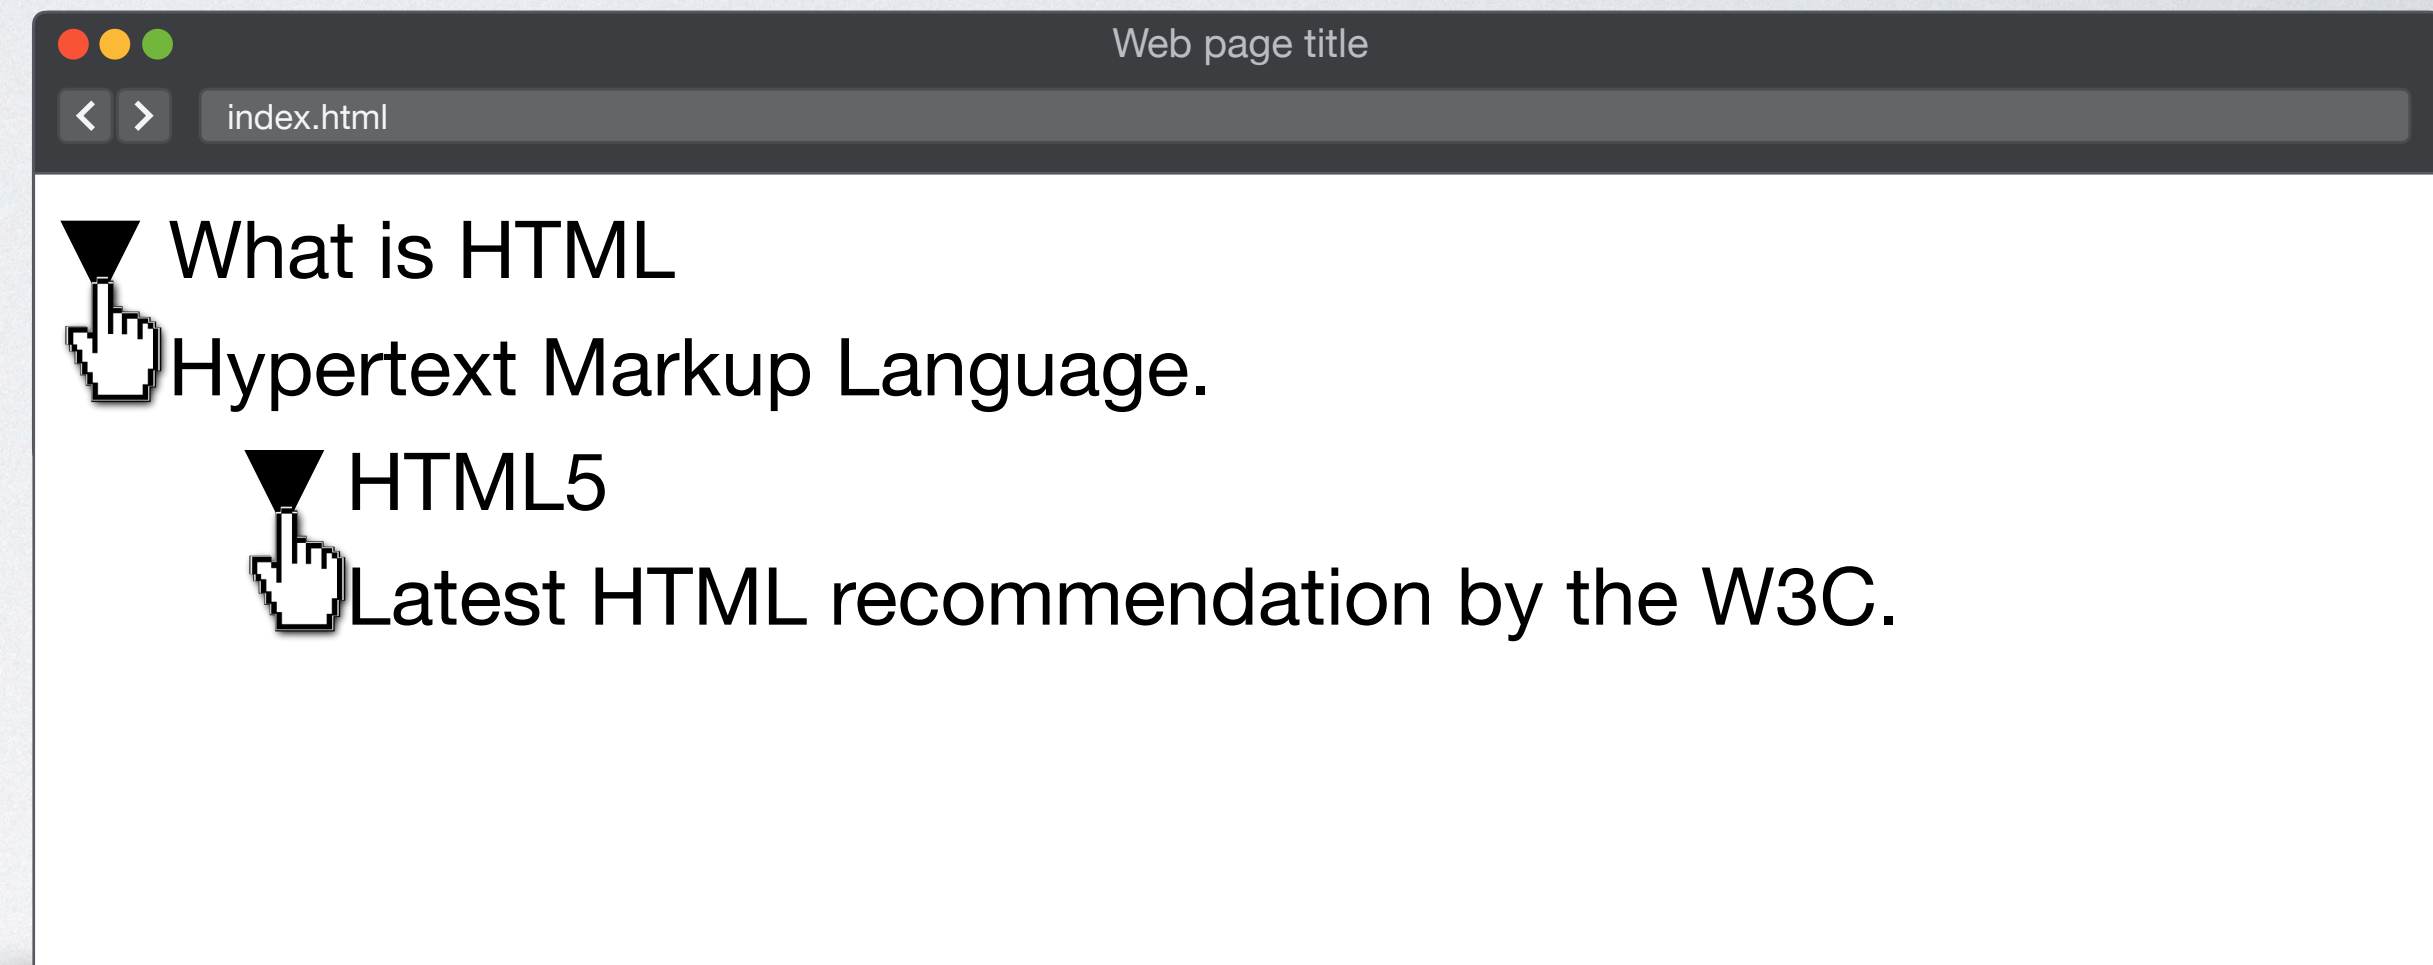 Web page title
index.html
What is HTML
Hypertext Markup Language.
HTML5
Latest HTML recommendation by the W3C.